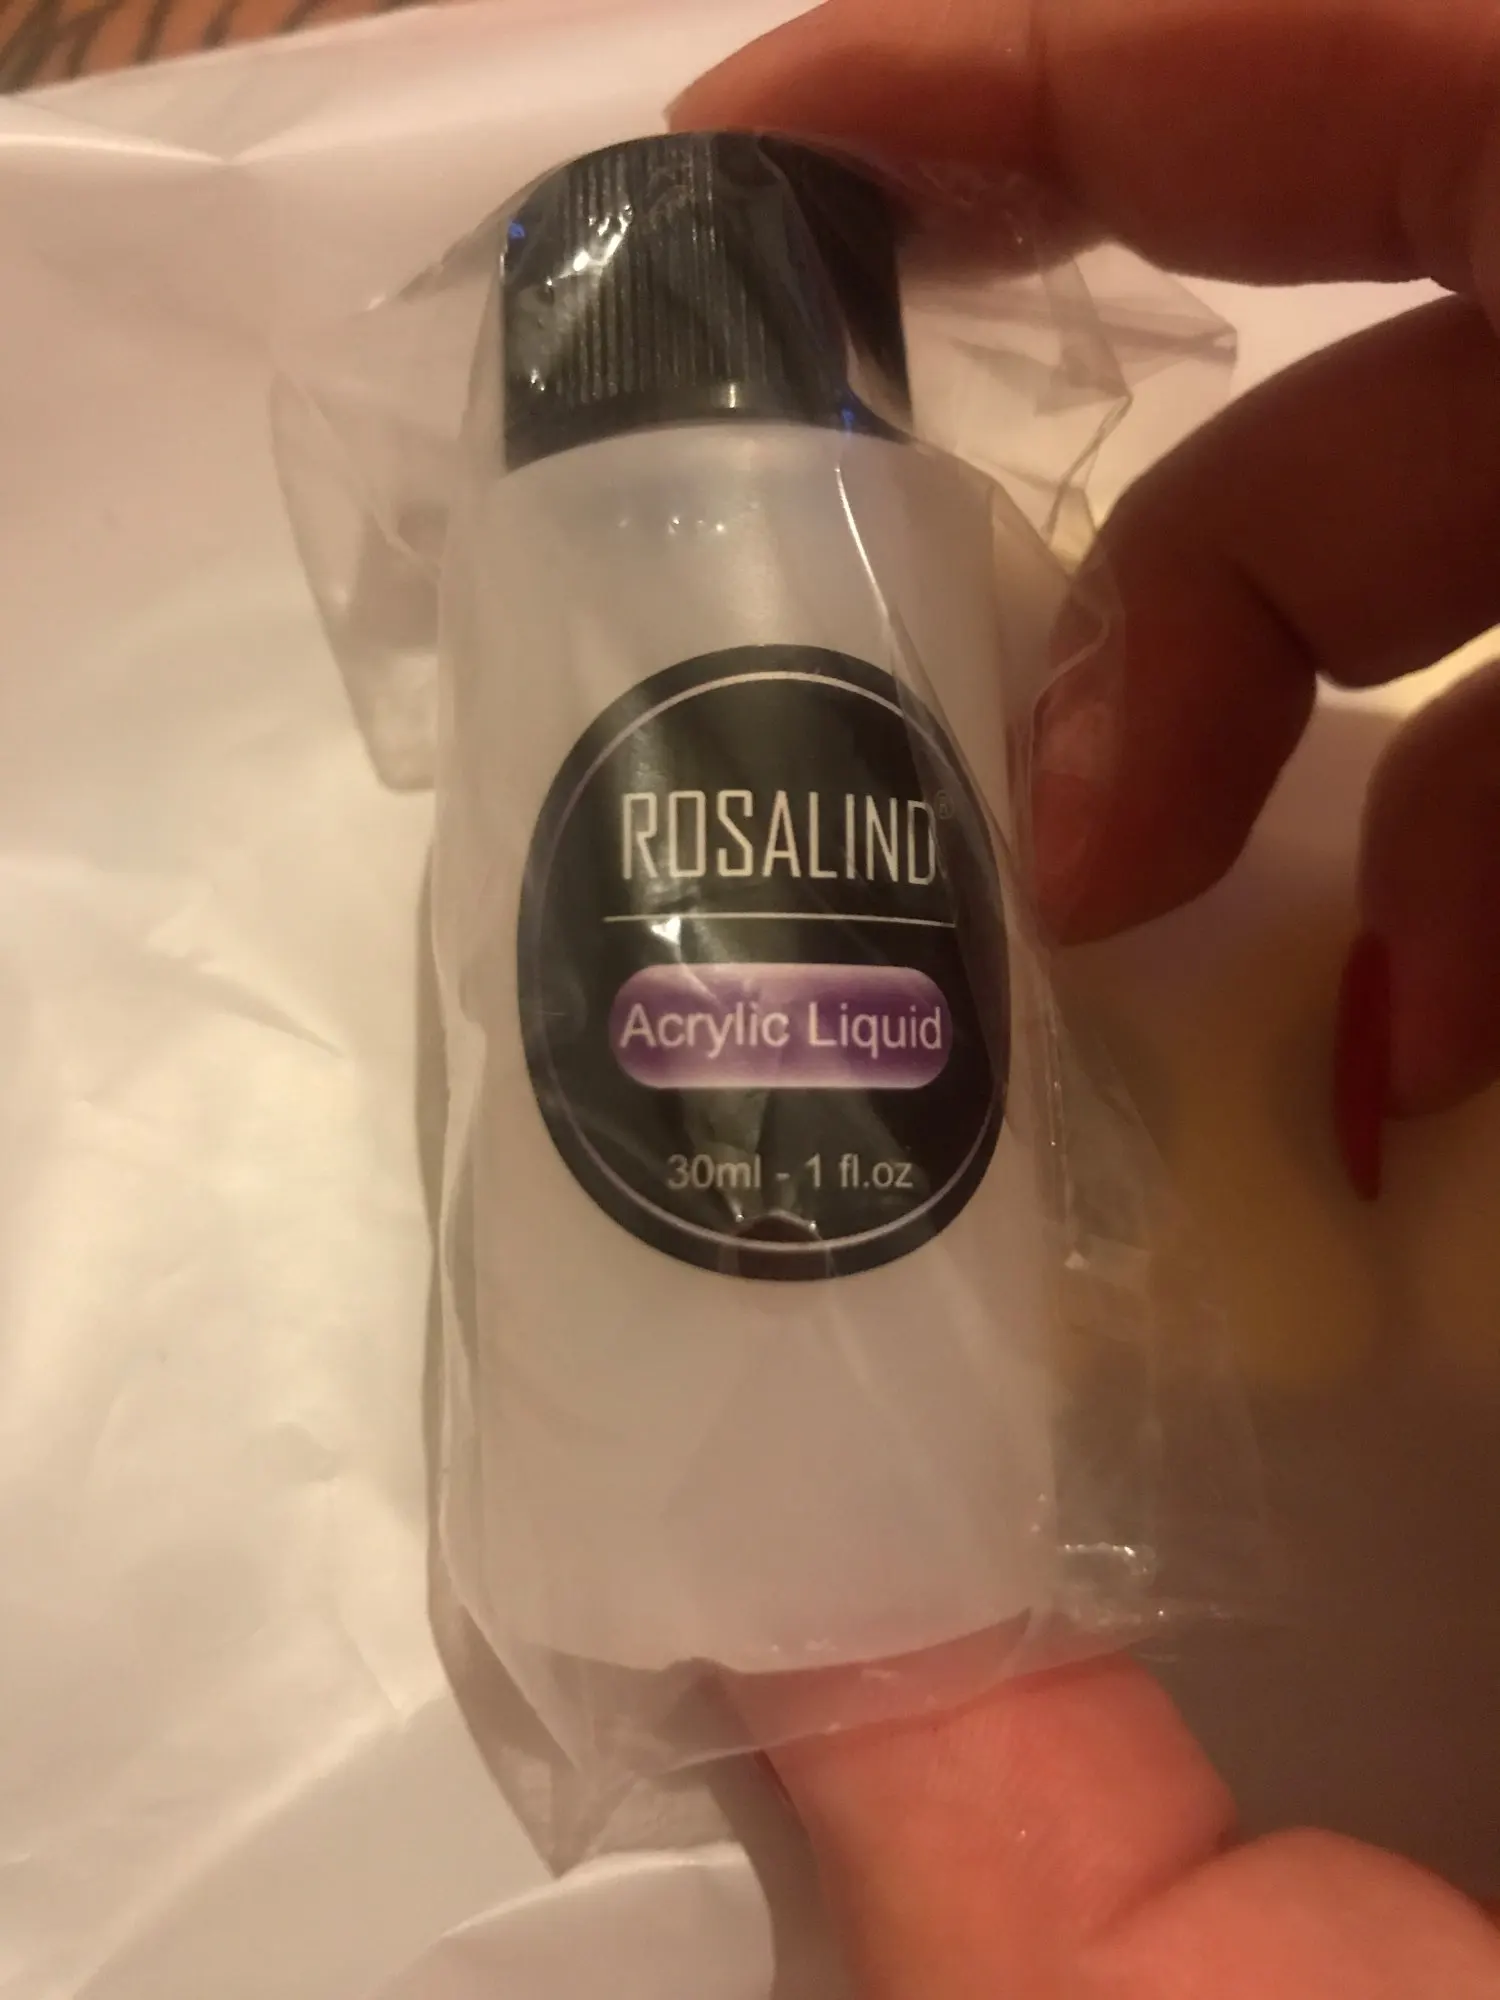 ROSALIND®
Acrylic Liquid
30ml - 1 fl.oz